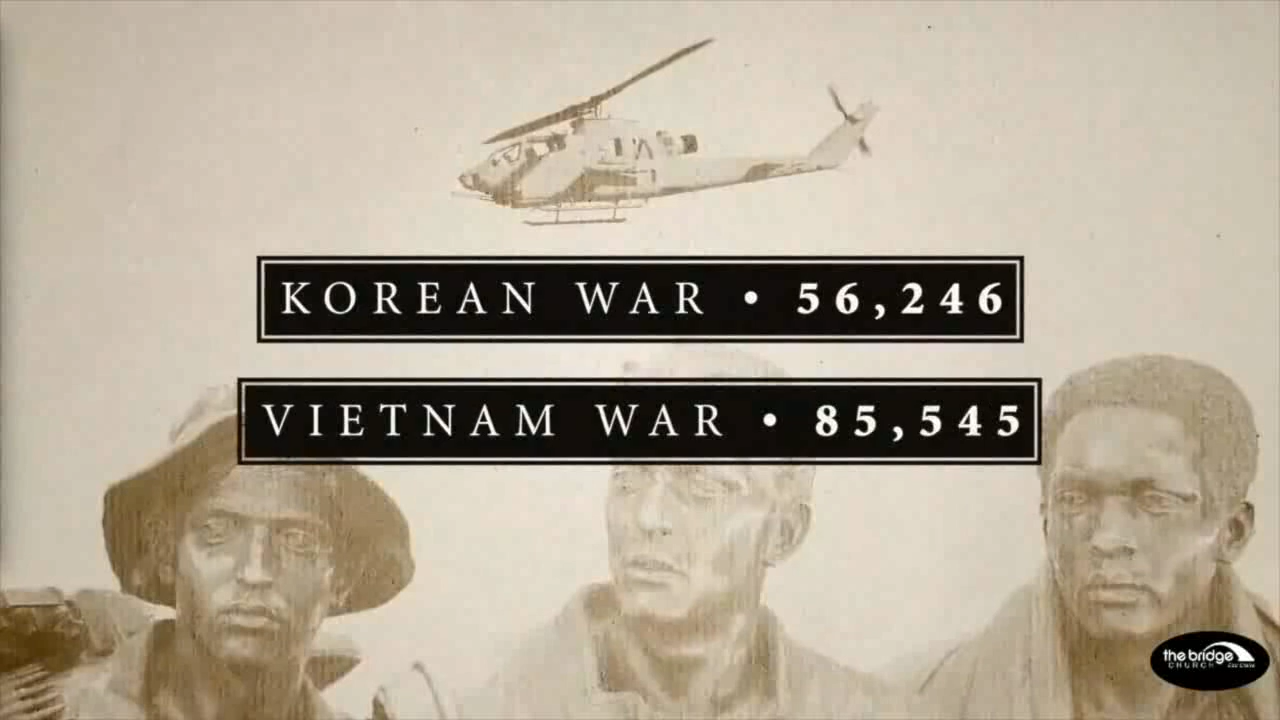 KOREAN WAR • 56,246
VIETNAM WAR • 85,545
the bridge
CHURCH